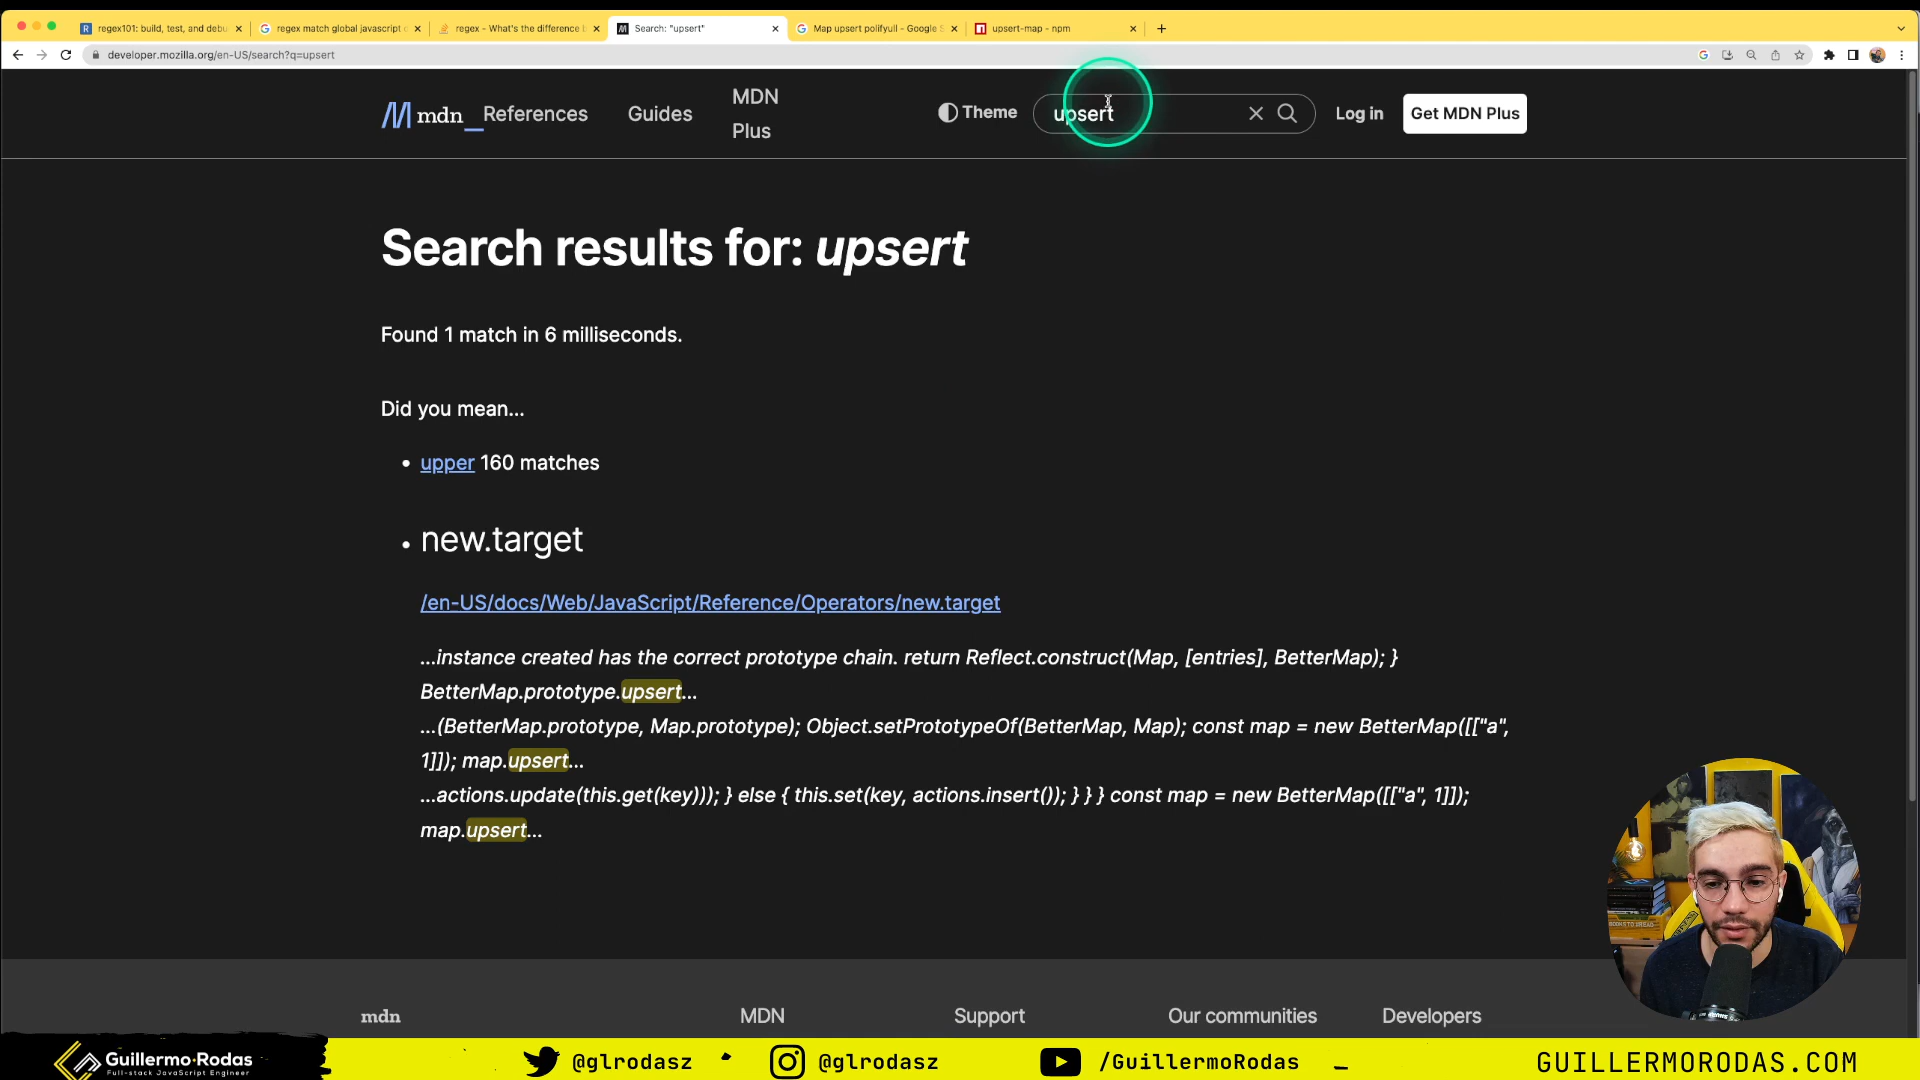 regex101: build, test, and debu
regex match global javascript
regex - What's the difference
Search: "upsert"
Map upsert poiifyull - Google S
upsert-map - npm
developer.mozilla.org/en-US/search?q=upsert
mdn_
References
Guides
MDN
Plus
Theme
upsert
Log in
Get MDN Plus
Search results for: upsert
Found 1 match in 6 milliseconds.
Did you mean...
upper 160 matches
new.target
/en-US/docs/Web/JavaScript/Reference/Operators/new.target
...instance created has the correct prototype chain. return Reflect.construct(Map, [entries], BetterMap); }
BetterMap.prototype.upsert...
...(BetterMap.prototype, Map.prototype); Object.setPrototypeOf(BetterMap, Map); const map = new BetterMap([["a",
1]]); map.upsert...
...actions.update(this.get(key))); } else { this.set(key, actions.insert()); } } } const map = new BetterMap([["a", 1]]);
map.upsert...
mdn
MDN
Support
Our communities
Developers
Guillermo·Rodas
Full-stack JavaScript Engineer
@glrodasz
@glrodasz
/GuillermoRodas
GUILLERMORODAS.COM